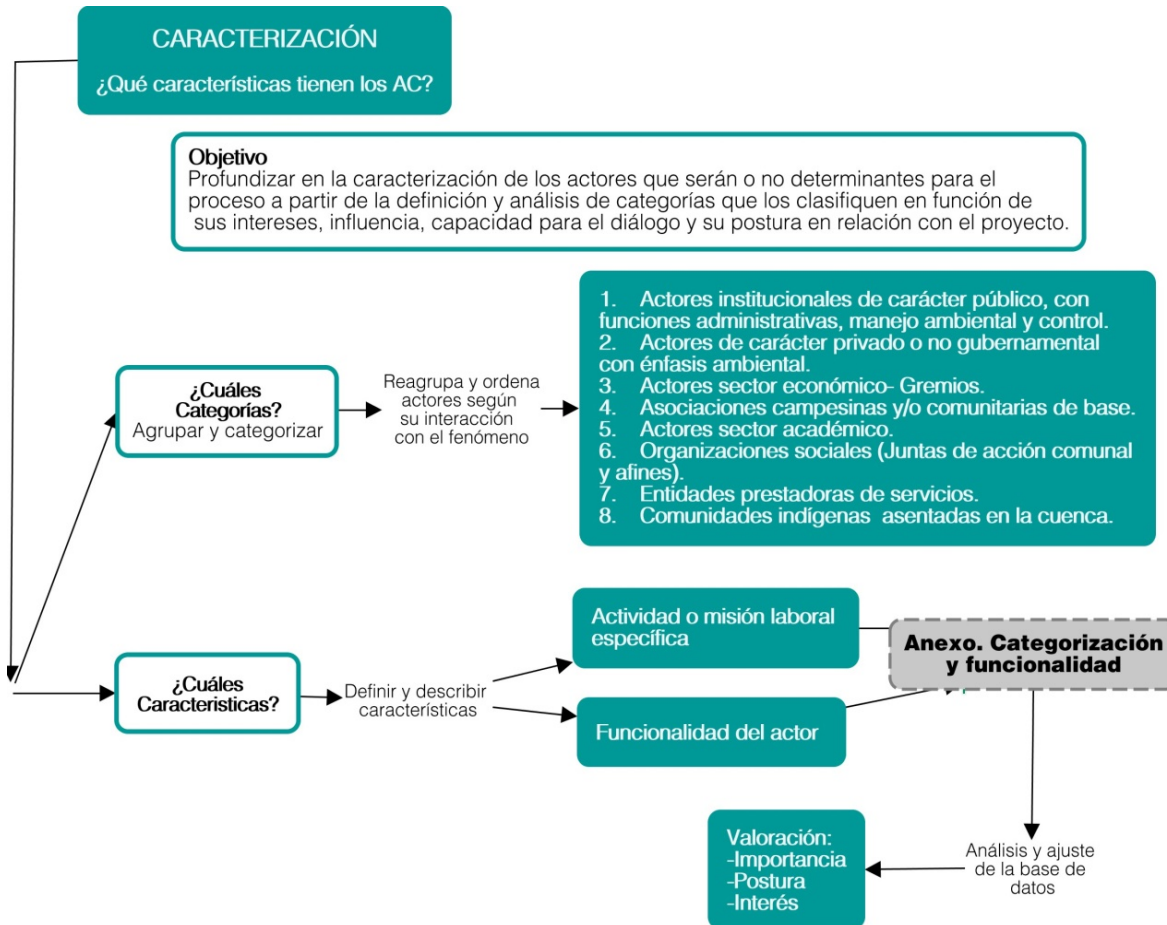 CARACTERIZACIÓN
¿Qué características tienen los AC?
Objetivo
Profundizar en la caracterización de los actores que serán o no determinantes para el
proceso a partir de la definición y análisis de categorías que los clasifiquen en función de
sus intereses, influencia, capacidad para el diálogo y su postura en relación con el proyecto.
¿Cuáles
Categorías?
Agrupar y categorizar
Reagrupa y ordena
actores según
su interacción
con el fenómeno
1. Actores institucionales de carácter público, con
funciones administrativas, manejo ambiental y control.
2. Actores de carácter privado o no gubernamental
con énfasis ambiental.
3. Actores sector económico- Gremios.
4. Asociaciones campesinas y/o comunitarias de base.
5. Actores sector académico.
6. Organizaciones sociales (Juntas de acción comunal
y afines).
7. Entidades prestadoras de servicios.
8. Comunidades indígenas asentadas en la cuenca.
¿Cuáles
Caracteristicas?
Definir y describir
características
Actividad o misión laboral
específica
Funcionalidad del actor
Anexo. Categorización
y funcionalidad
Análisis y ajuste
de la base de
datos
Valoración:
-Importancia
-Postura
-Interés